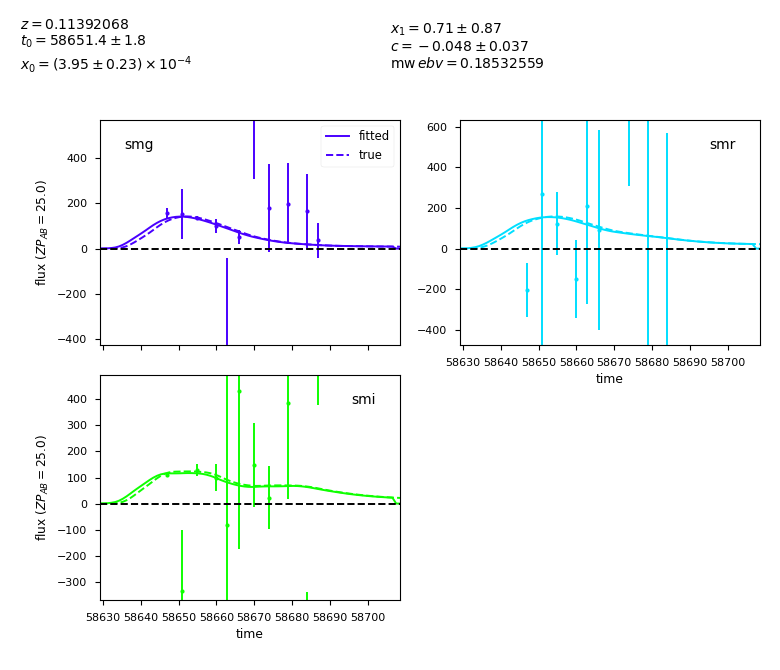 z = 0.11392068
t₀ = 58651.4 ± 1.8
x₀ = (3.95 ± 0.23) × 10⁻⁴
x₁ = 0.71 ± 0.87
c = −0.048 ± 0.037
mw ebv = 0.18532559
smg
fitted
true
400
200
0
−200
−400
flux (ZP_AB = 25.0)
smr
600
400
200
0
−200
−400
58630 58640 58650 58660 58670 58680 58690 58700
time
smi
400
300
200
100
0
−100
−200
−300
flux (ZP_AB = 25.0)
58630 58640 58650 58660 58670 58680 58690 58700
time